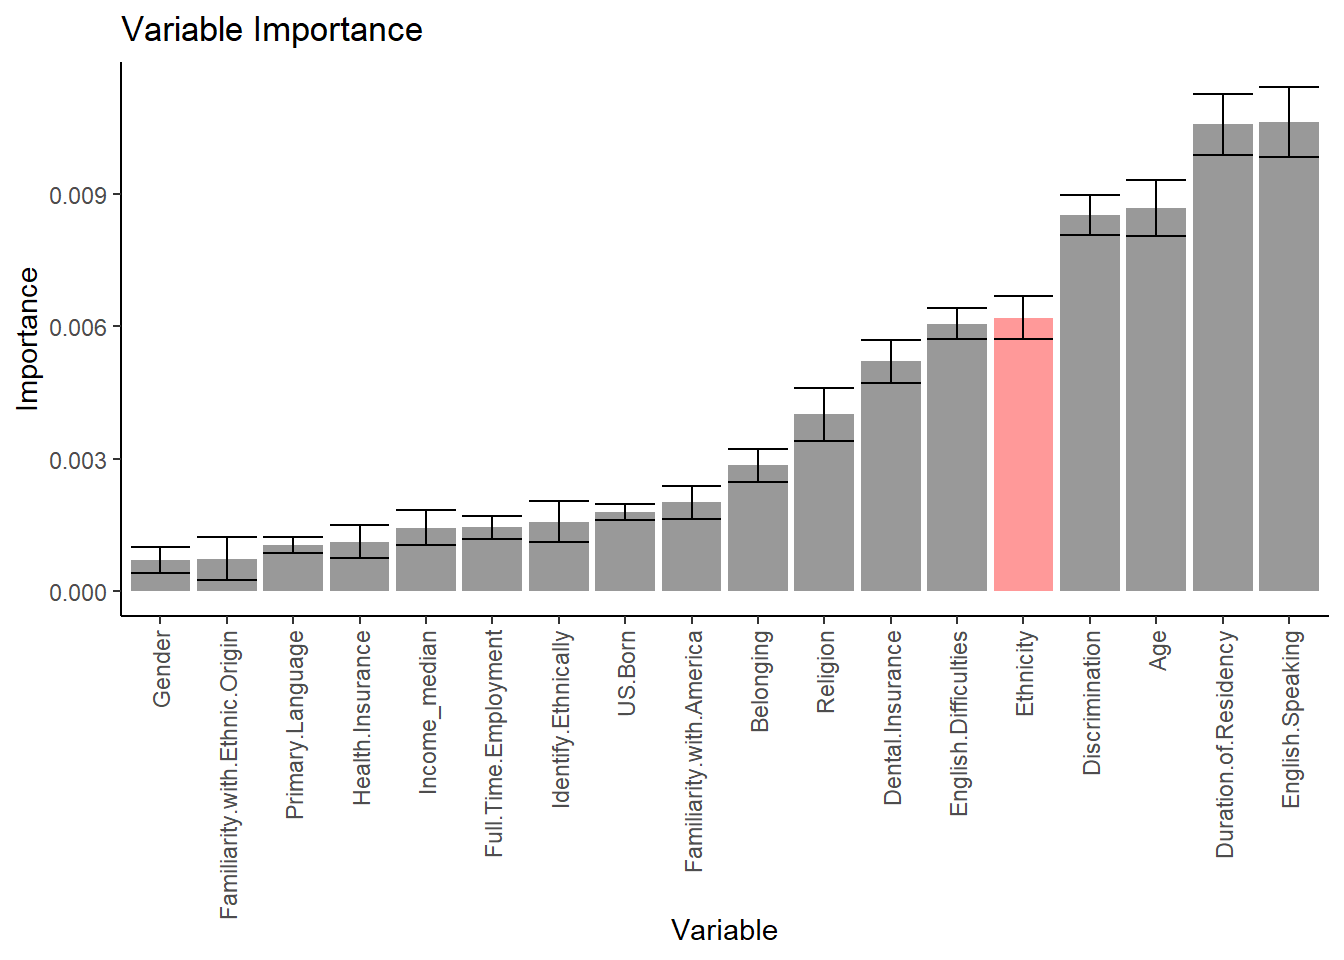 Variable Importance
Importance
0.009
0.006
0.003
0.000
Gender
Familiarity.with.Ethnic.Origin
Primary.Language
Health.Insurance
Income_median
Full.Time.Employment
Identify.Ethnically
US.Born
Familiarity.with.America
Belonging
Religion
Dental.Insurance
English.Difficulties
Ethnicity
Discrimination
Age
Duration.of.Residency
English.Speaking
Variable